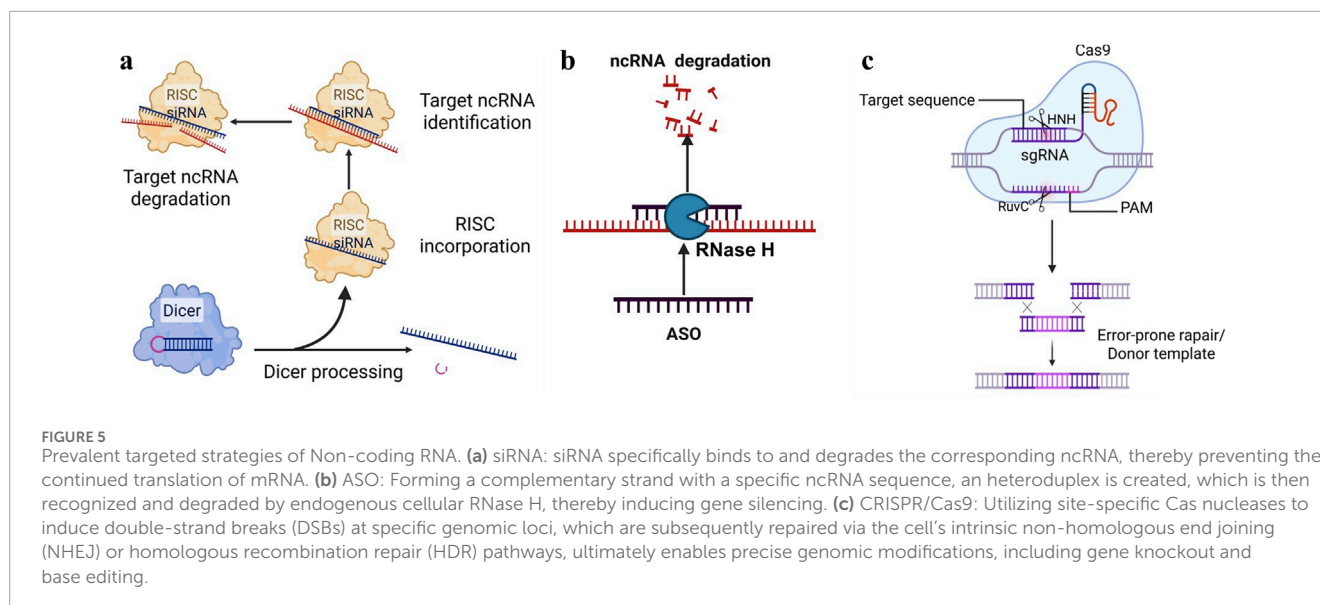 a
RISC
siRNA
RISC
siRNA
Target ncRNA
identification
Target ncRNA
degradation
RISC
siRNA
RISC
incorporation
Dicer
Dicer processing
b
ncRNA degradation
RNase H
ASO
c
Cas9
Target sequence
HNH
sgRNA
RuvC
PAM
Error-prone rapair/
Donor template
FIGURE 5
Prevalent targeted strategies of Non-coding RNA. (a) siRNA: siRNA specifically binds to and degrades the corresponding ncRNA, thereby preventing the
continued translation of mRNA. (b) ASO: Forming a complementary strand with a specific ncRNA sequence, an heteroduplex is created, which is then
recognized and degraded by endogenous cellular RNase H, thereby inducing gene silencing. (c) CRISPR/Cas9: Utilizing site-specific Cas nucleases to
induce double-strand breaks (DSBs) at specific genomic loci, which are subsequently repaired via the cell's intrinsic non-homologous end joining
(NHEJ) or homologous recombination repair (HDR) pathways, ultimately enables precise genomic modifications, including gene knockout and
base editing.